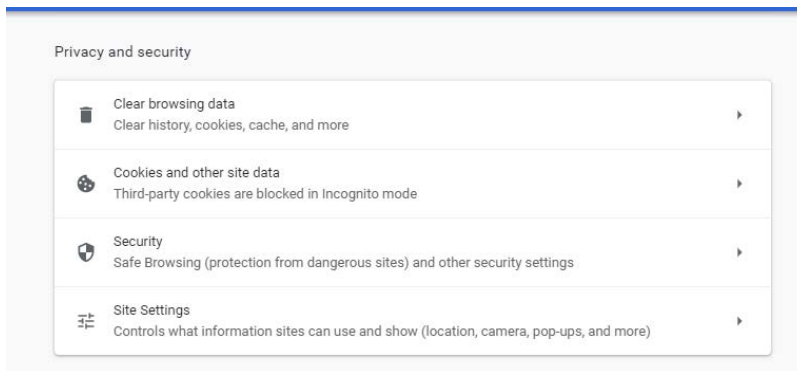 Privacy and security
Clear browsing data
Clear history, cookies, cache, and more
Cookies and other site data
Third-party cookies are blocked in Incognito mode
Security
Safe Browsing (protection from dangerous sites) and other security settings
Site Settings
Controls what information sites can use and show (location, camera, pop-ups, and more)